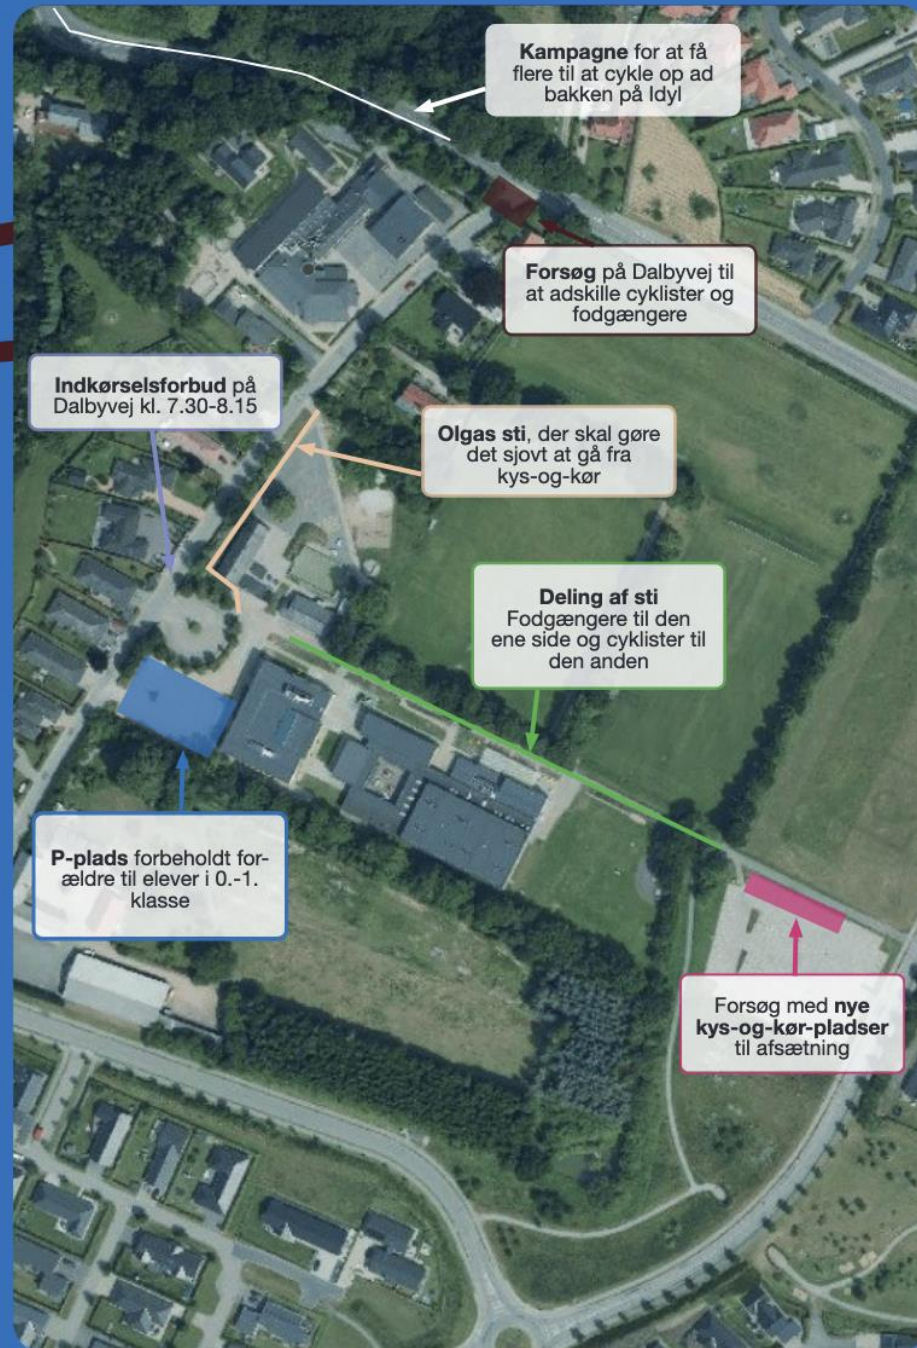 Kampagne for at få
flere til at cykle op ad
bakken på Idyl
Forsøg på Dalbyvej til
at adskille cyklister og
fodgængere
Indkørselsforbud på
Dalbyvej kl. 7.30-8.15
Olgas sti, der skal gøre
det sjovt at gå fra
kys-og-kør
Deling af sti
Fodgængere til den
ene side og cyklister til
den anden
P-plads forbeholdt for-
ældre til elever i 0.-1.
klasse
Forsøg med nye
kys-og-kør-pladser
til afsætning